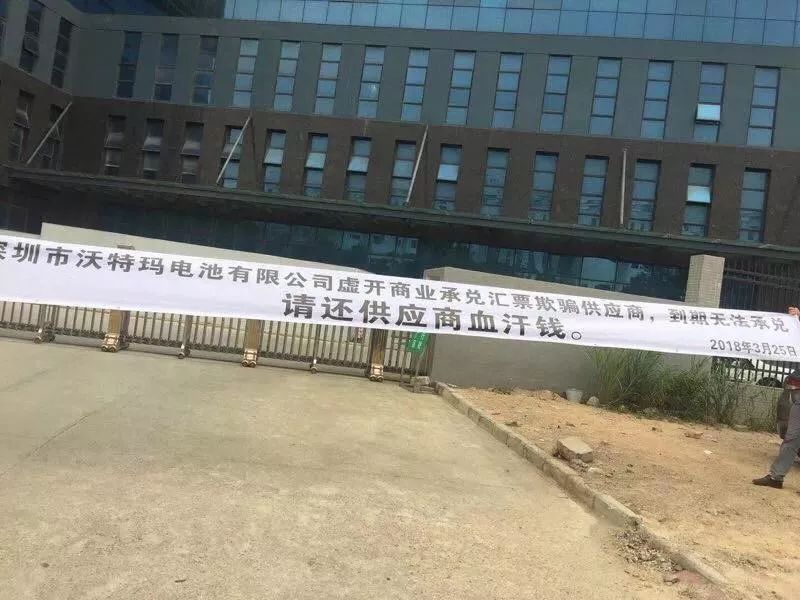 深圳市沃特玛电池有限公司虚开商业承兑汇票欺骗供应商，到期无法承兑
请还供应商血汗钱。
2018年3月25日